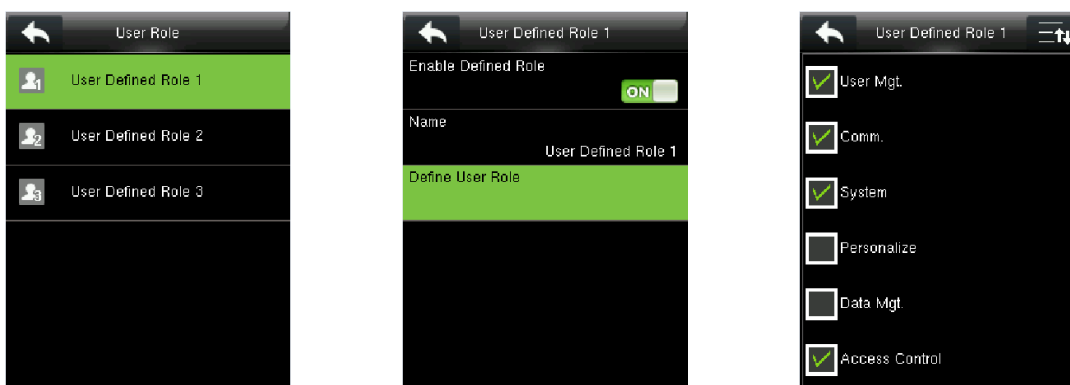 User Role
User Defined Role 1
User Defined Role 2
User Defined Role 3
User Defined Role 1
Enable Defined Role
ON
Name
User Defined Role 1
Define User Role
User Defined Role 1
User Mgt.
Comm.
System
Personalize
Data Mgt.
Access Control